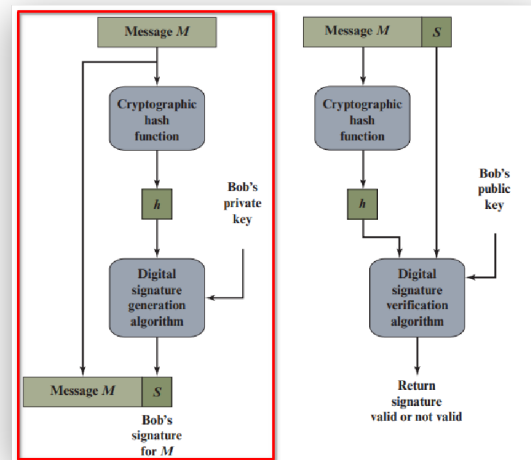 Message M
Cryptographic
hash
function
h
Bob's
private
key
Digital
signature
generation
algorithm
Message M
S
Bob's
signature
for M
Message M
S
Cryptographic
hash
function
h
Bob's
public
key
Digital
signature
verification
algorithm
Return
signature
valid or not valid